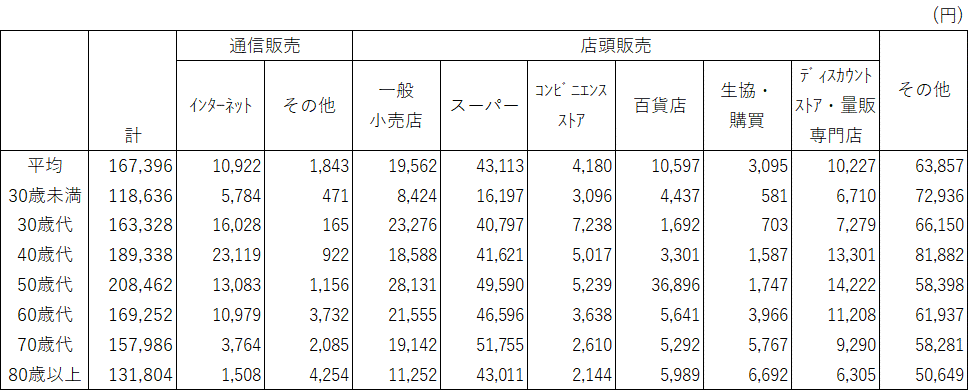 (円)
通信販売 店頭販売
計 ｲﾝﾀｰﾈｯﾄ その他 一般小売店 スーパー ｺﾝﾋﾞﾆｴﾝｽストア 百貨店 生協・購買 ﾃﾞｨｽｶｳﾝﾄストア・量販専門店 その他
平均 167,396 10,922 1,843 19,562 43,113 4,180 10,597 3,095 10,227 63,857
30歳未満 118,636 5,784 471 8,424 16,197 3,096 4,437 581 6,710 72,936
30歳代 163,328 16,028 165 23,276 40,797 7,238 1,692 703 7,279 66,150
40歳代 189,338 23,119 922 18,588 41,621 5,017 3,301 1,587 13,301 81,882
50歳代 208,462 13,083 1,156 28,131 49,590 5,239 36,896 1,747 14,222 58,398
60歳代 169,252 10,979 3,732 21,555 46,596 3,638 5,641 3,966 11,208 61,937
70歳代 157,986 3,764 2,085 19,142 51,755 2,610 5,292 5,767 9,290 58,281
80歳以上 131,804 1,508 4,254 11,252 43,011 2,144 5,989 6,692 6,305 50,649